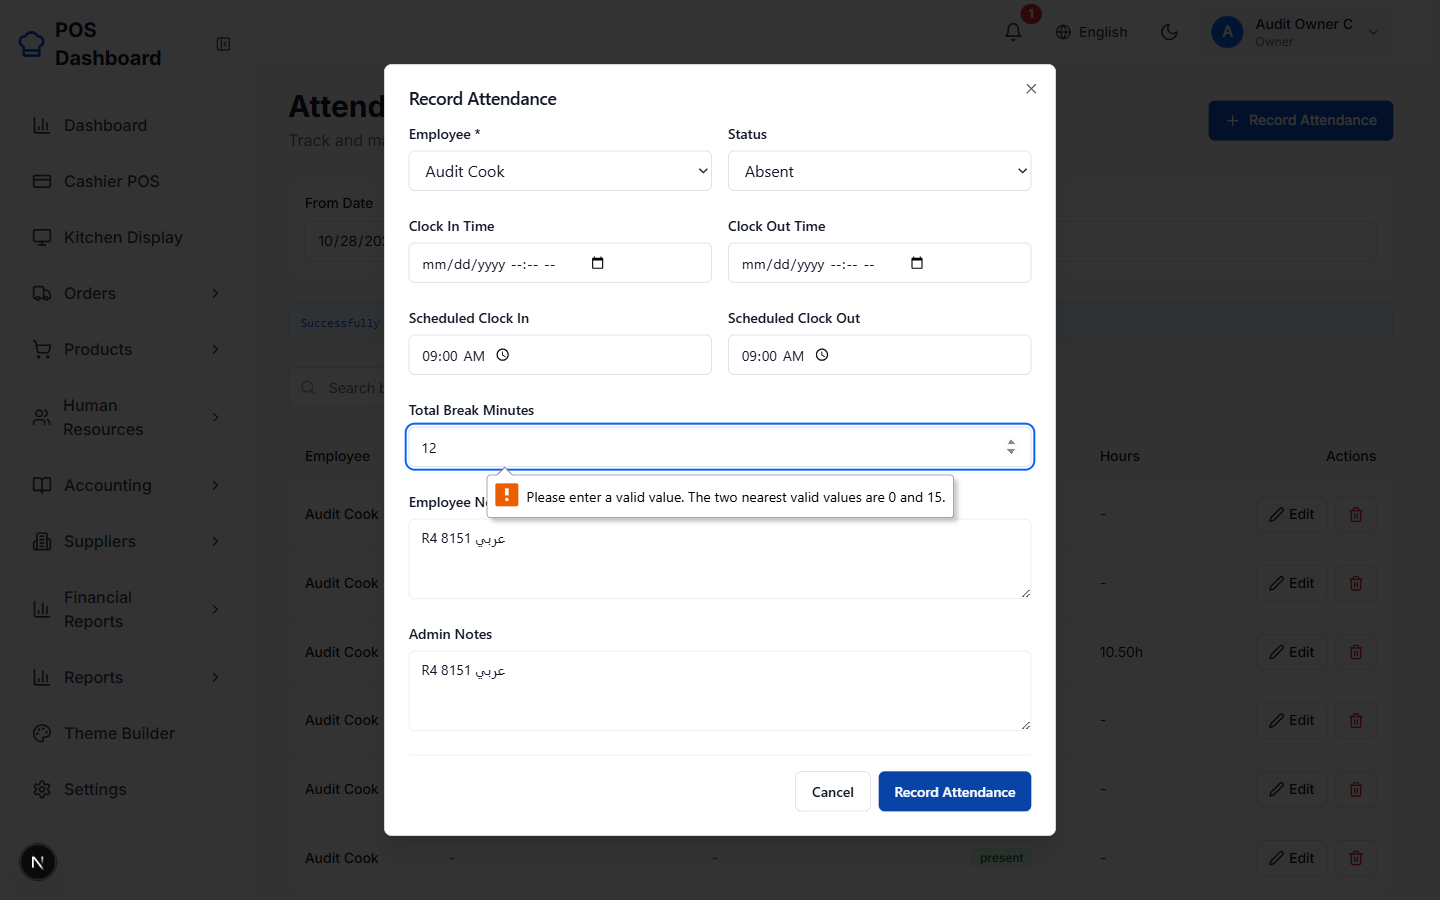 POS
Dashboard
1
English
A
Audit Owner C
Owner
Dashboard
Cashier POS
Kitchen Display
Orders
Products
Human
Resources
Accounting
Suppliers
Financial
Reports
Reports
Theme Builder
Settings
N
Attend
Track and
Record Attendance
From Date
10/28/20
Successfully
Search
Employee
Hours
Actions
Audit Cook
-
Edit
Audit Cook
-
Edit
Audit Cook
10.50h
Edit
Audit Cook
-
Edit
Audit Cook
-
Edit
Audit Cook
-
-
present
-
Edit
Record Attendance
Employee *
Status
Audit Cook
Absent
Clock In Time
Clock Out Time
mm/dd/yyyy --:-- --
mm/dd/yyyy --:-- --
Scheduled Clock In
Scheduled Clock Out
09:00 AM
09:00 AM
Total Break Minutes
12
Please enter a valid value. The two nearest valid values are 0 and 15.
Employee
R4 8151 عربي
Admin Notes
R4 8151 عربي
Cancel
Record Attendance